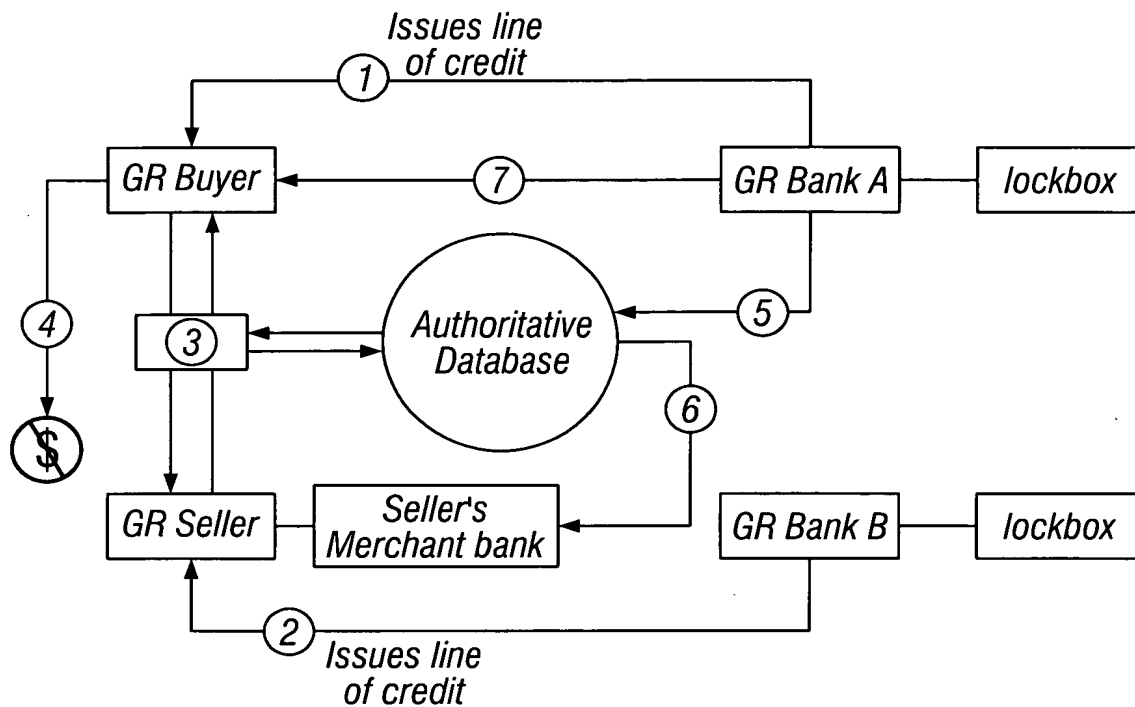 Issues line
of credit
1
GR Buyer
7
GR Bank A
lockbox
4
3
Authoritative
Database
5
6
$
GR Seller
Seller's
Merchant bank
GR Bank B
lockbox
2
Issues line
of credit